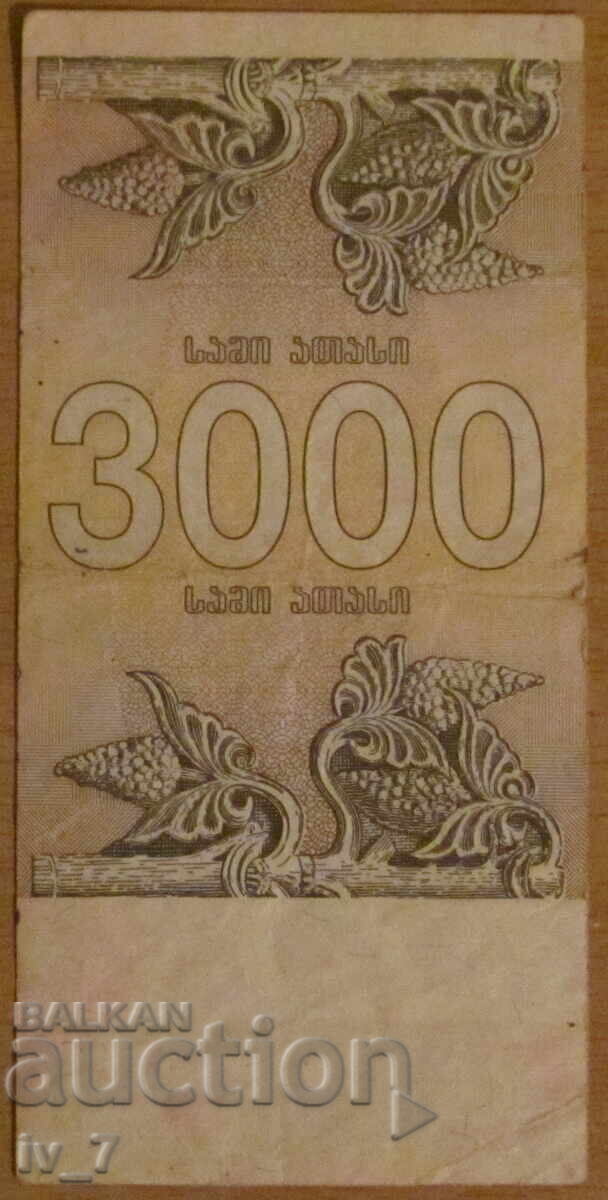 სამი ათასი
3000
სამი ათასი
BALKAN
auction
iv_7